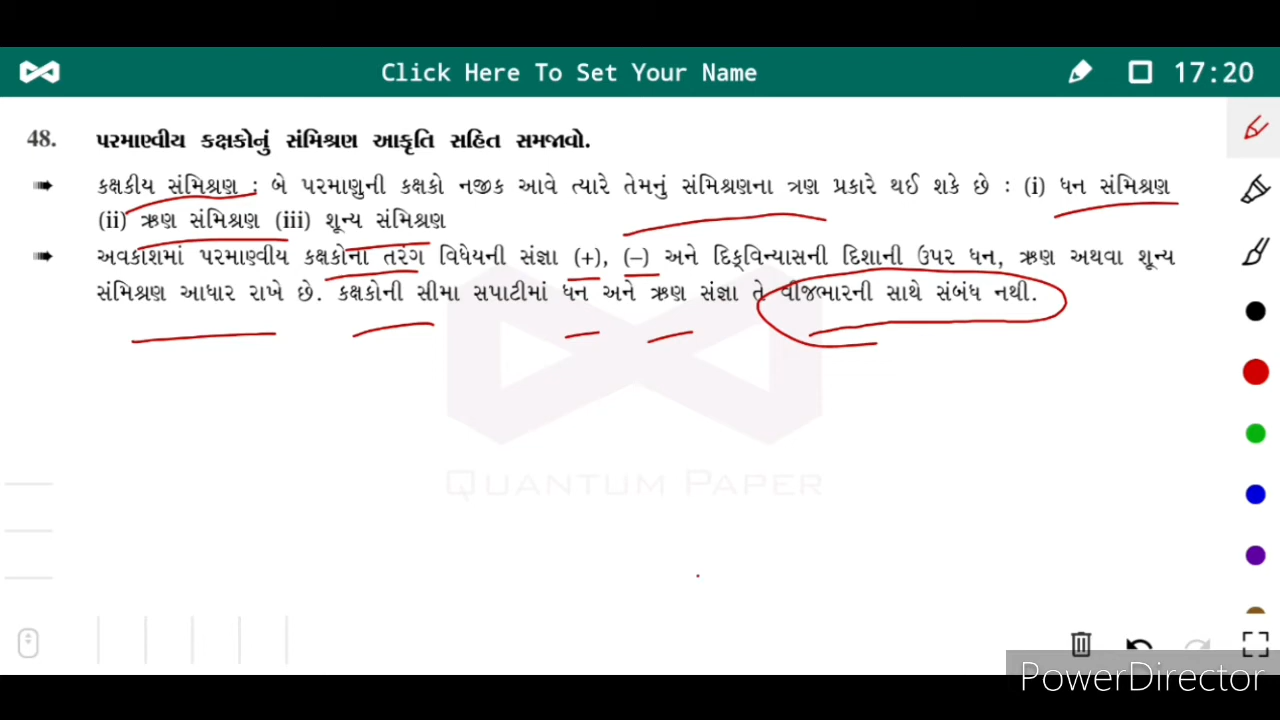 Click Here To Set Your Name 17:20
48. પરમાણ્વીય કક્ષકોનું સંમિશ્રણ આકૃતિ સહિત સમજાવો.
કક્ષકીય સંમિશ્રણ : બે પરમાણુની કક્ષકો નજીક આવે ત્યારે તેમનું સંમિશ્રણના ત્રણ પ્રકારે થઈ શકે છે : (i) ધન સંમિશ્રણ
(ii) ઋણ સંમિશ્રણ (iii) શૂન્ય સંમિશ્રણ
અવકાશમાં પરમાણ્વીય કક્ષકોના તરંગ વિધેયની સંજ્ઞા (+), (–) અને દિક્‌વિન્યાસની દિશાની ઉપર ધન, ઋણ અથવા શૂન્ય
સંમિશ્રણ આધાર રાખે છે. કક્ષકોની સીમા સપાટીમાં ધન અને ઋણ સંજ્ઞા તે વીજભારની સાથે સંબંધ નથી.
QUANTUM PAPER
PowerDirector